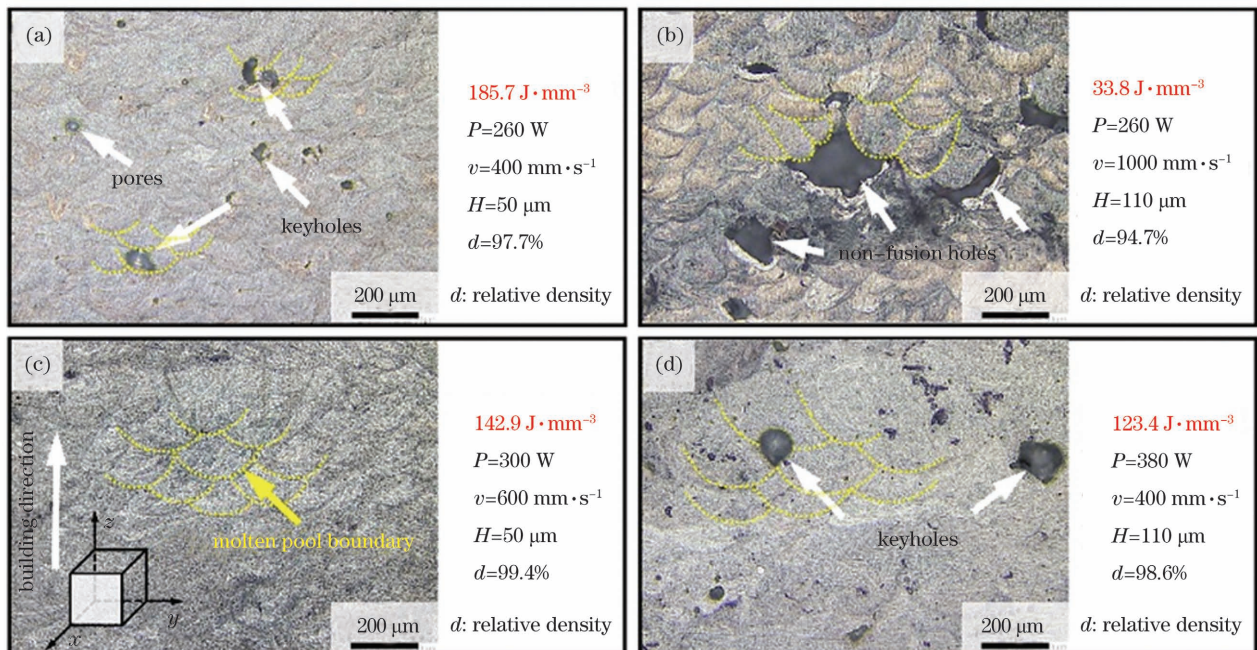 (a)
pores
keyholes
200 μm
185.7 J·mm⁻³
P=260 W
v=400 mm·s⁻¹
H=50 μm
d=97.7%
d: relative density
(b)
non-fusion holes
200 μm
33.8 J·mm⁻³
P=260 W
v=1000 mm·s⁻¹
H=110 μm
d=94.7%
d: relative density
(c)
building direction
z
y
x
molten pool boundary
200 μm
142.9 J·mm⁻³
P=300 W
v=600 mm·s⁻¹
H=50 μm
d=99.4%
d: relative density
(d)
keyholes
200 μm
123.4 J·mm⁻³
P=380 W
v=400 mm·s⁻¹
H=110 μm
d=98.6%
d: relative density